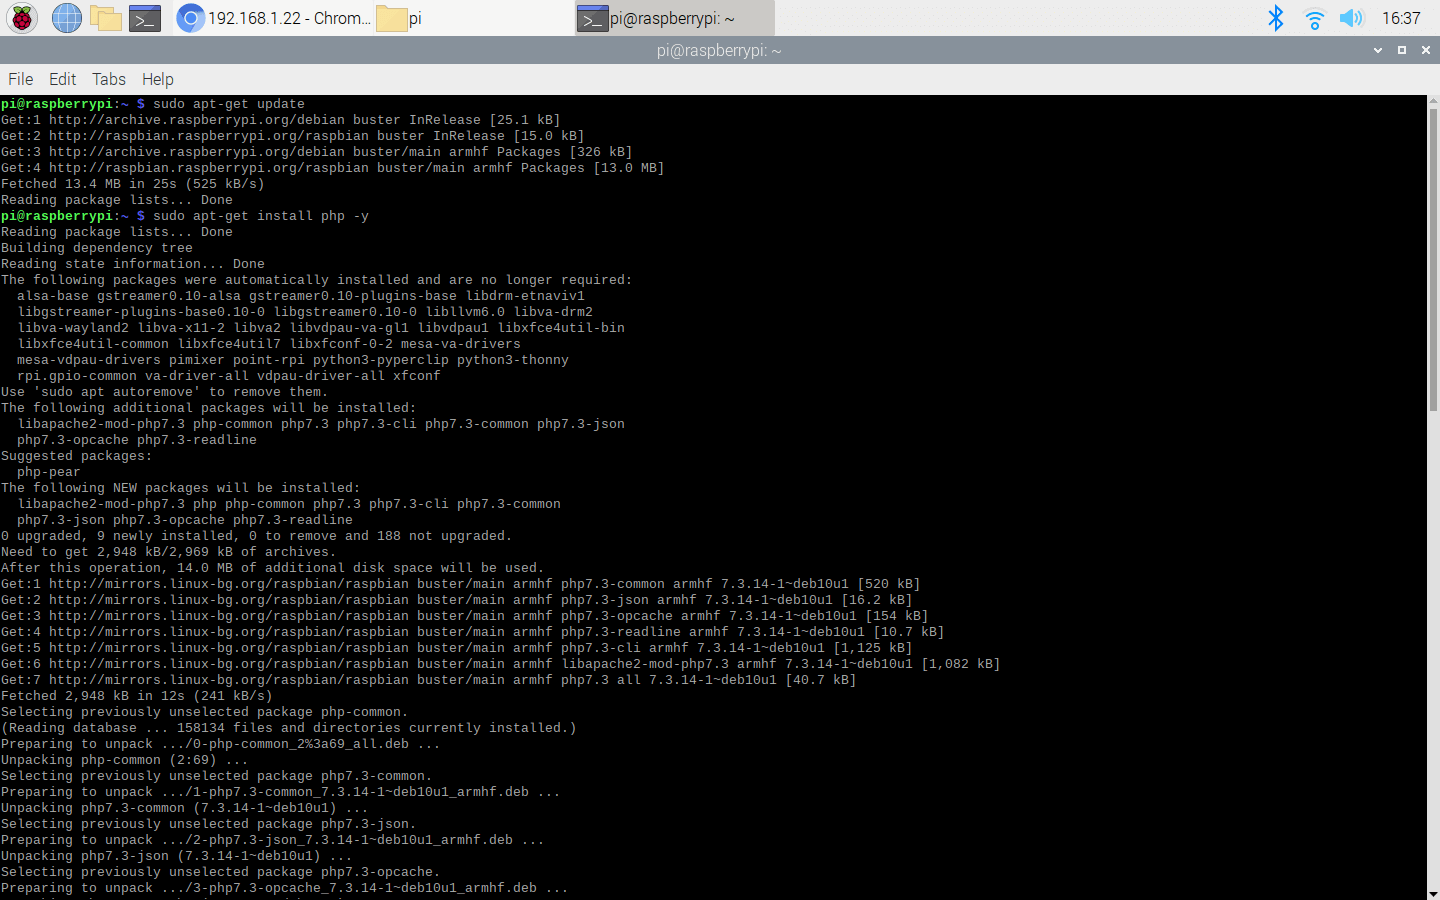 192.168.1.22 - Chrom...
pi
pi@raspberrypi: ~
16:37
pi@raspberrypi: ~
File Edit Tabs Help
pi@raspberrypi:~ $ sudo apt-get update
Get:1 http://archive.raspberrypi.org/debian buster InRelease [25.1 kB]
Get:2 http://raspbian.raspberrypi.org/raspbian buster InRelease [15.0 kB]
Get:3 http://archive.raspberrypi.org/debian buster/main armhf Packages [326 kB]
Get:4 http://raspbian.raspberrypi.org/raspbian buster/main armhf Packages [13.0 MB]
Fetched 13.4 MB in 25s (525 kB/s)
Reading package lists... Done
pi@raspberrypi:~ $ sudo apt-get install php -y
Reading package lists... Done
Building dependency tree
Reading state information... Done
The following packages were automatically installed and are no longer required:
  alsa-base gstreamer0.10-alsa gstreamer0.10-plugins-base libdrm-etnaviv1
  libgstreamer-plugins-base0.10-0 libgstreamer0.10-0 libllvm6.0 libva-drm2
  libva-wayland2 libva-x11-2 libva2 libvdpau-va-gl1 libvdpau1 libxfce4util-bin
  libxfce4util-common libxfce4util7 libxfconf-0-2 mesa-va-drivers
  mesa-vdpau-drivers pimixer point-rpi python3-pyperclip python3-thonny
  rpi.gpio-common va-driver-all vdpau-driver-all xfconf
Use 'sudo apt autoremove' to remove them.
The following additional packages will be installed:
  libapache2-mod-php7.3 php-common php7.3 php7.3-cli php7.3-common php7.3-json
  php7.3-opcache php7.3-readline
Suggested packages:
  php-pear
The following NEW packages will be installed:
  libapache2-mod-php7.3 php php-common php7.3 php7.3-cli php7.3-common
  php7.3-json php7.3-opcache php7.3-readline
0 upgraded, 9 newly installed, 0 to remove and 188 not upgraded.
Need to get 2,948 kB/2,969 kB of archives.
After this operation, 14.0 MB of additional disk space will be used.
Get:1 http://mirrors.linux-bg.org/raspbian/raspbian buster/main armhf php7.3-common armhf 7.3.14-1~deb10u1 [520 kB]
Get:2 http://mirrors.linux-bg.org/raspbian/raspbian buster/main armhf php7.3-json armhf 7.3.14-1~deb10u1 [16.2 kB]
Get:3 http://mirrors.linux-bg.org/raspbian/raspbian buster/main armhf php7.3-opcache armhf 7.3.14-1~deb10u1 [154 kB]
Get:4 http://mirrors.linux-bg.org/raspbian/raspbian buster/main armhf php7.3-readline armhf 7.3.14-1~deb10u1 [10.7 kB]
Get:5 http://mirrors.linux-bg.org/raspbian/raspbian buster/main armhf php7.3-cli armhf 7.3.14-1~deb10u1 [1,125 kB]
Get:6 http://mirrors.linux-bg.org/raspbian/raspbian buster/main armhf libapache2-mod-php7.3 armhf 7.3.14-1~deb10u1 [1,082 kB]
Get:7 http://mirrors.linux-bg.org/raspbian/raspbian buster/main armhf php7.3 all 7.3.14-1~deb10u1 [40.7 kB]
Fetched 2,948 kB in 12s (241 kB/s)
Selecting previously unselected package php-common.
(Reading database ... 158134 files and directories currently installed.)
Preparing to unpack .../0-php-common_2%3a69_all.deb ...
Unpacking php-common (2:69) ...
Selecting previously unselected package php7.3-common.
Preparing to unpack .../1-php7.3-common_7.3.14-1~deb10u1_armhf.deb ...
Unpacking php7.3-common (7.3.14-1~deb10u1) ...
Selecting previously unselected package php7.3-json.
Preparing to unpack .../2-php7.3-json_7.3.14-1~deb10u1_armhf.deb ...
Unpacking php7.3-json (7.3.14-1~deb10u1) ...
Selecting previously unselected package php7.3-opcache.
Preparing to unpack .../3-php7.3-opcache_7.3.14-1~deb10u1_armhf.deb ...